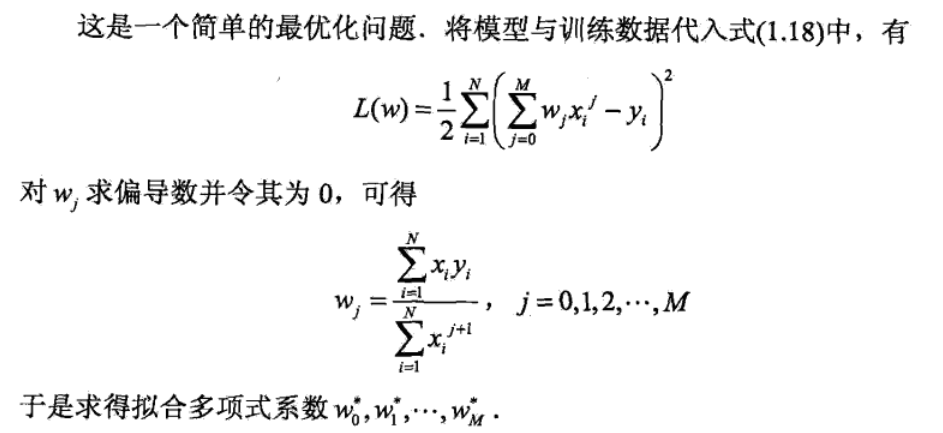 这是一个简单的最优化问题. 将模型与训练数据代入式(1.18)中, 有
L(w) = \frac{1}{2}\sum_{i=1}^{N}\left(\sum_{j=0}^{M} w_j x_i^j - y_i\right)^2
对 w_j 求偏导数并令其为 0, 可得
w_j = \frac{\sum_{i=1}^{N} x_i y_i}{\sum_{i=1}^{N} x_i^{j+1}}, j = 0,1,2,⋯,M
于是求得拟合多项式系数 w_0^*, w_1^*, ⋯, w_M^*.